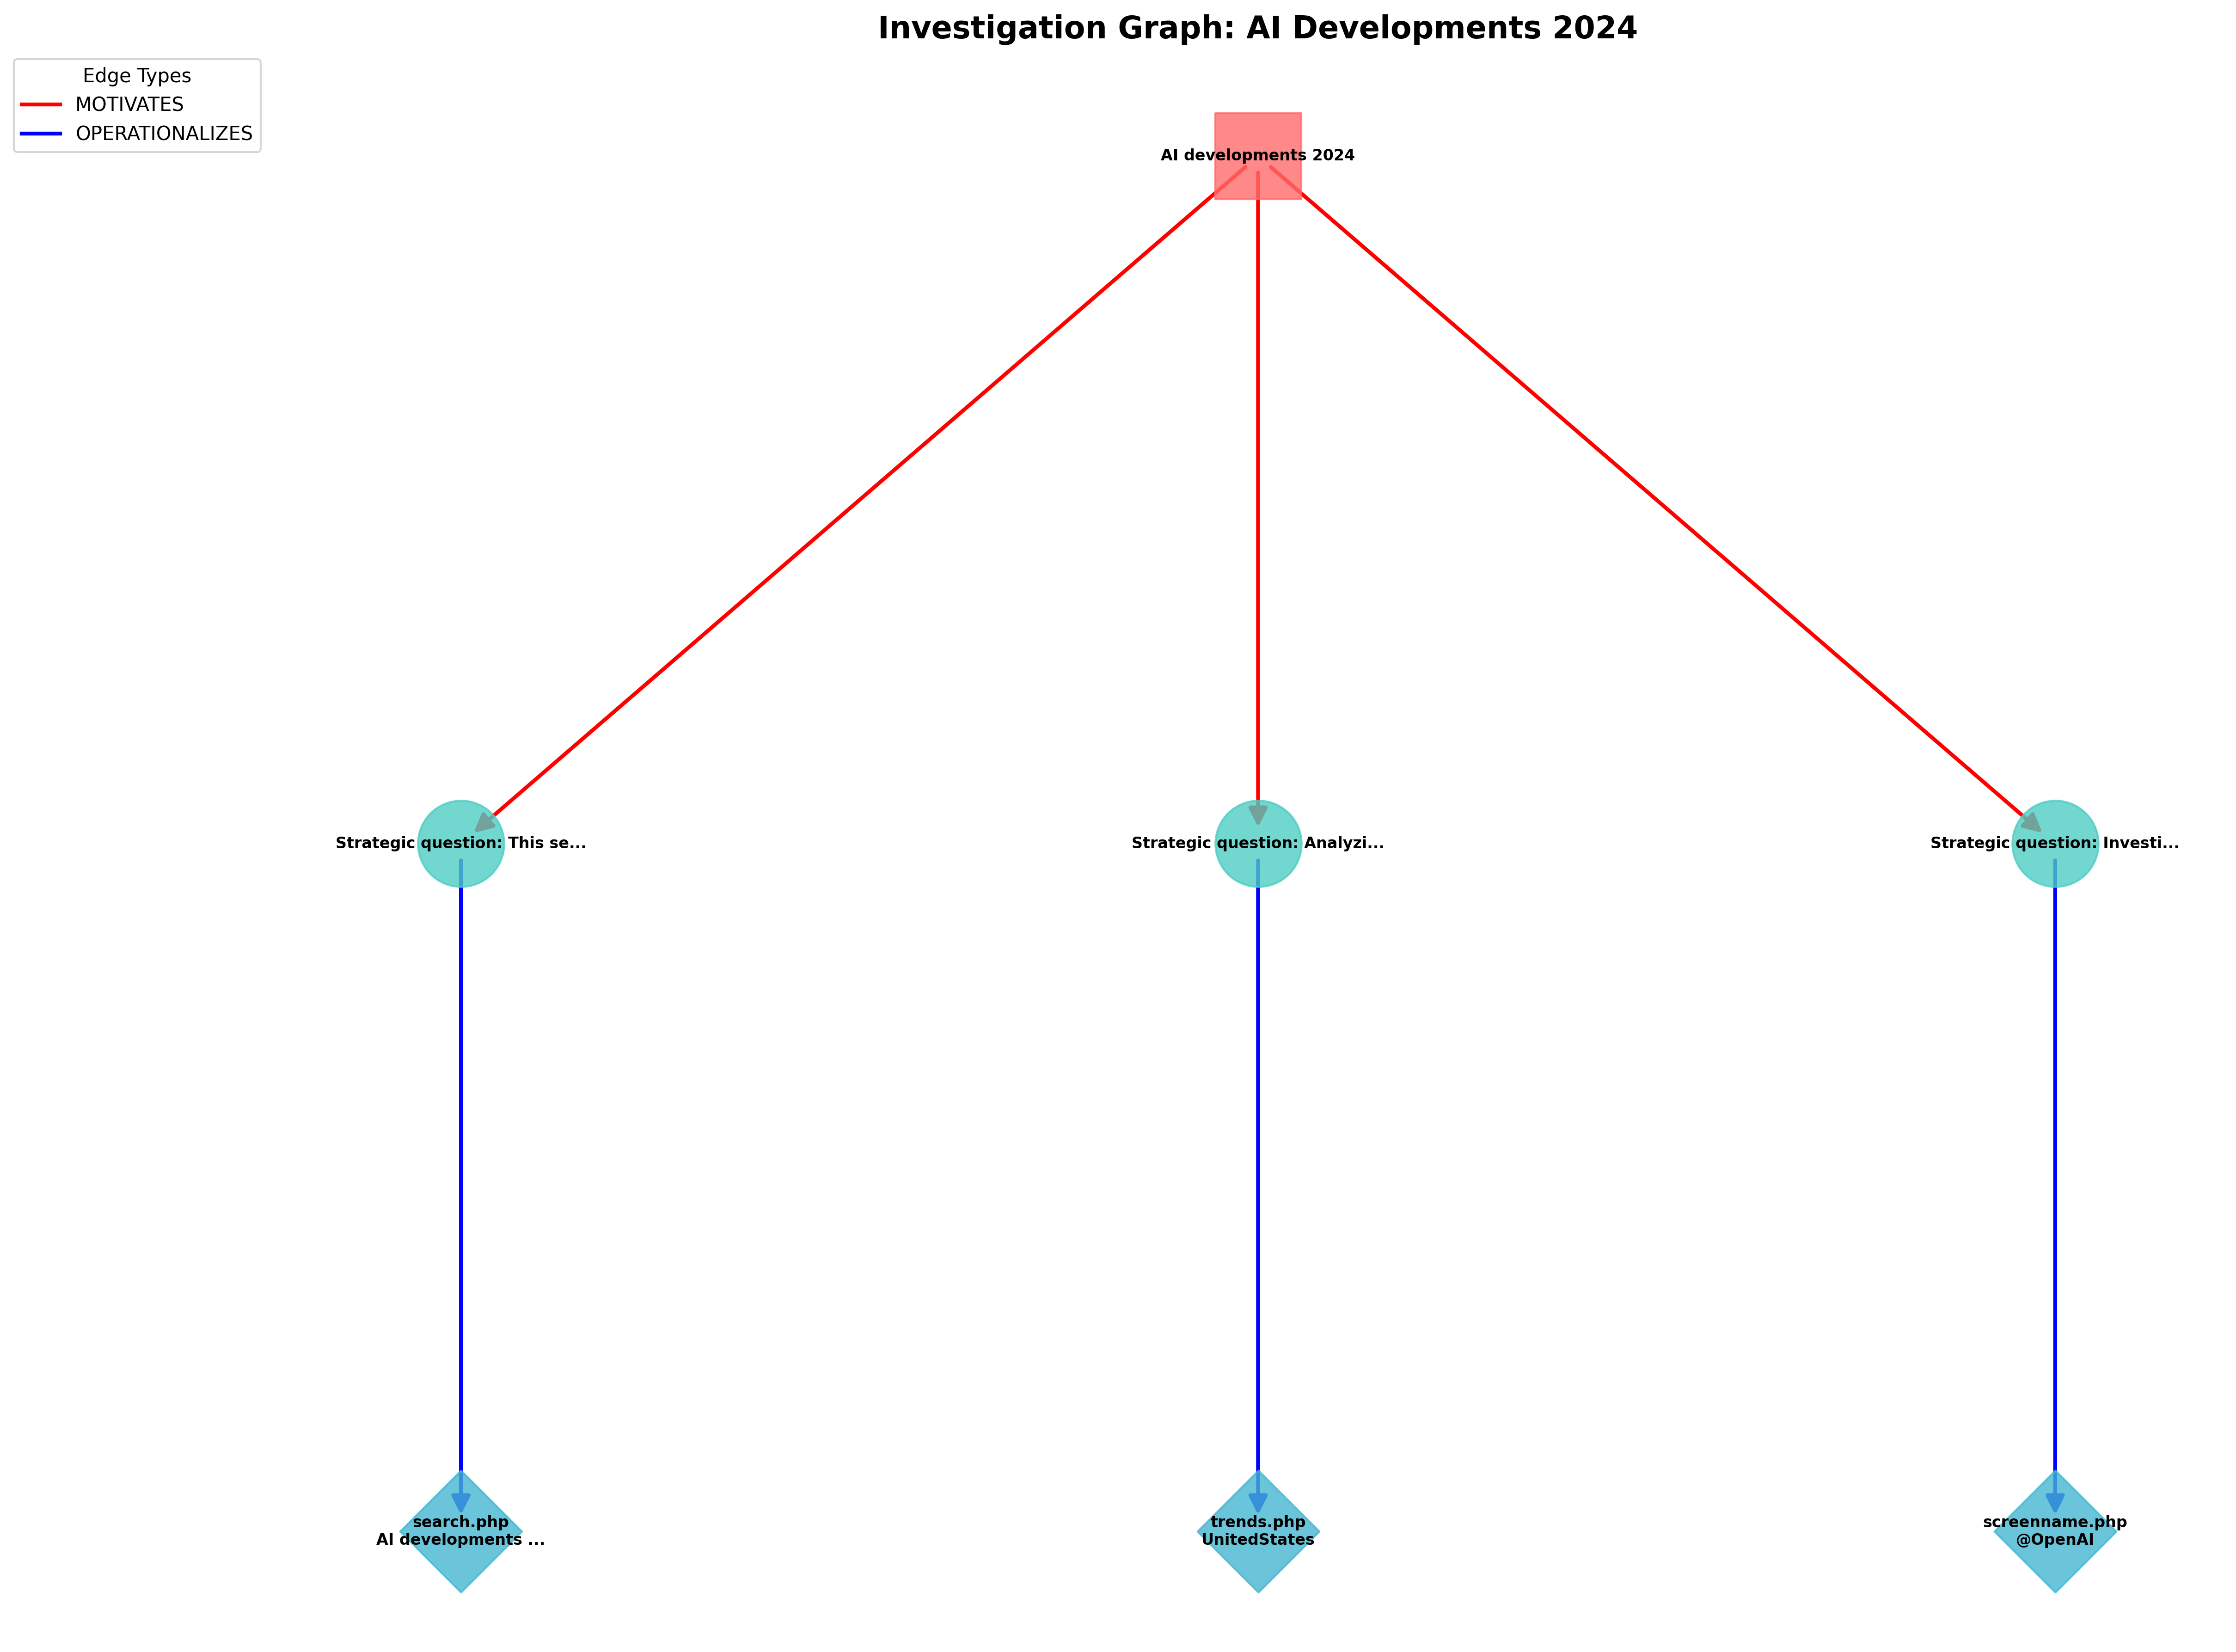 Investigation Graph: AI Developments 2024
Edge Types
MOTIVATES
OPERATIONALIZES
AI developments 2024
Strategic question: This se...
Strategic question: Analyzi...
Strategic question: Investi...
search.php
AI developments ...
trends.php
UnitedStates
screenname.php
@OpenAI